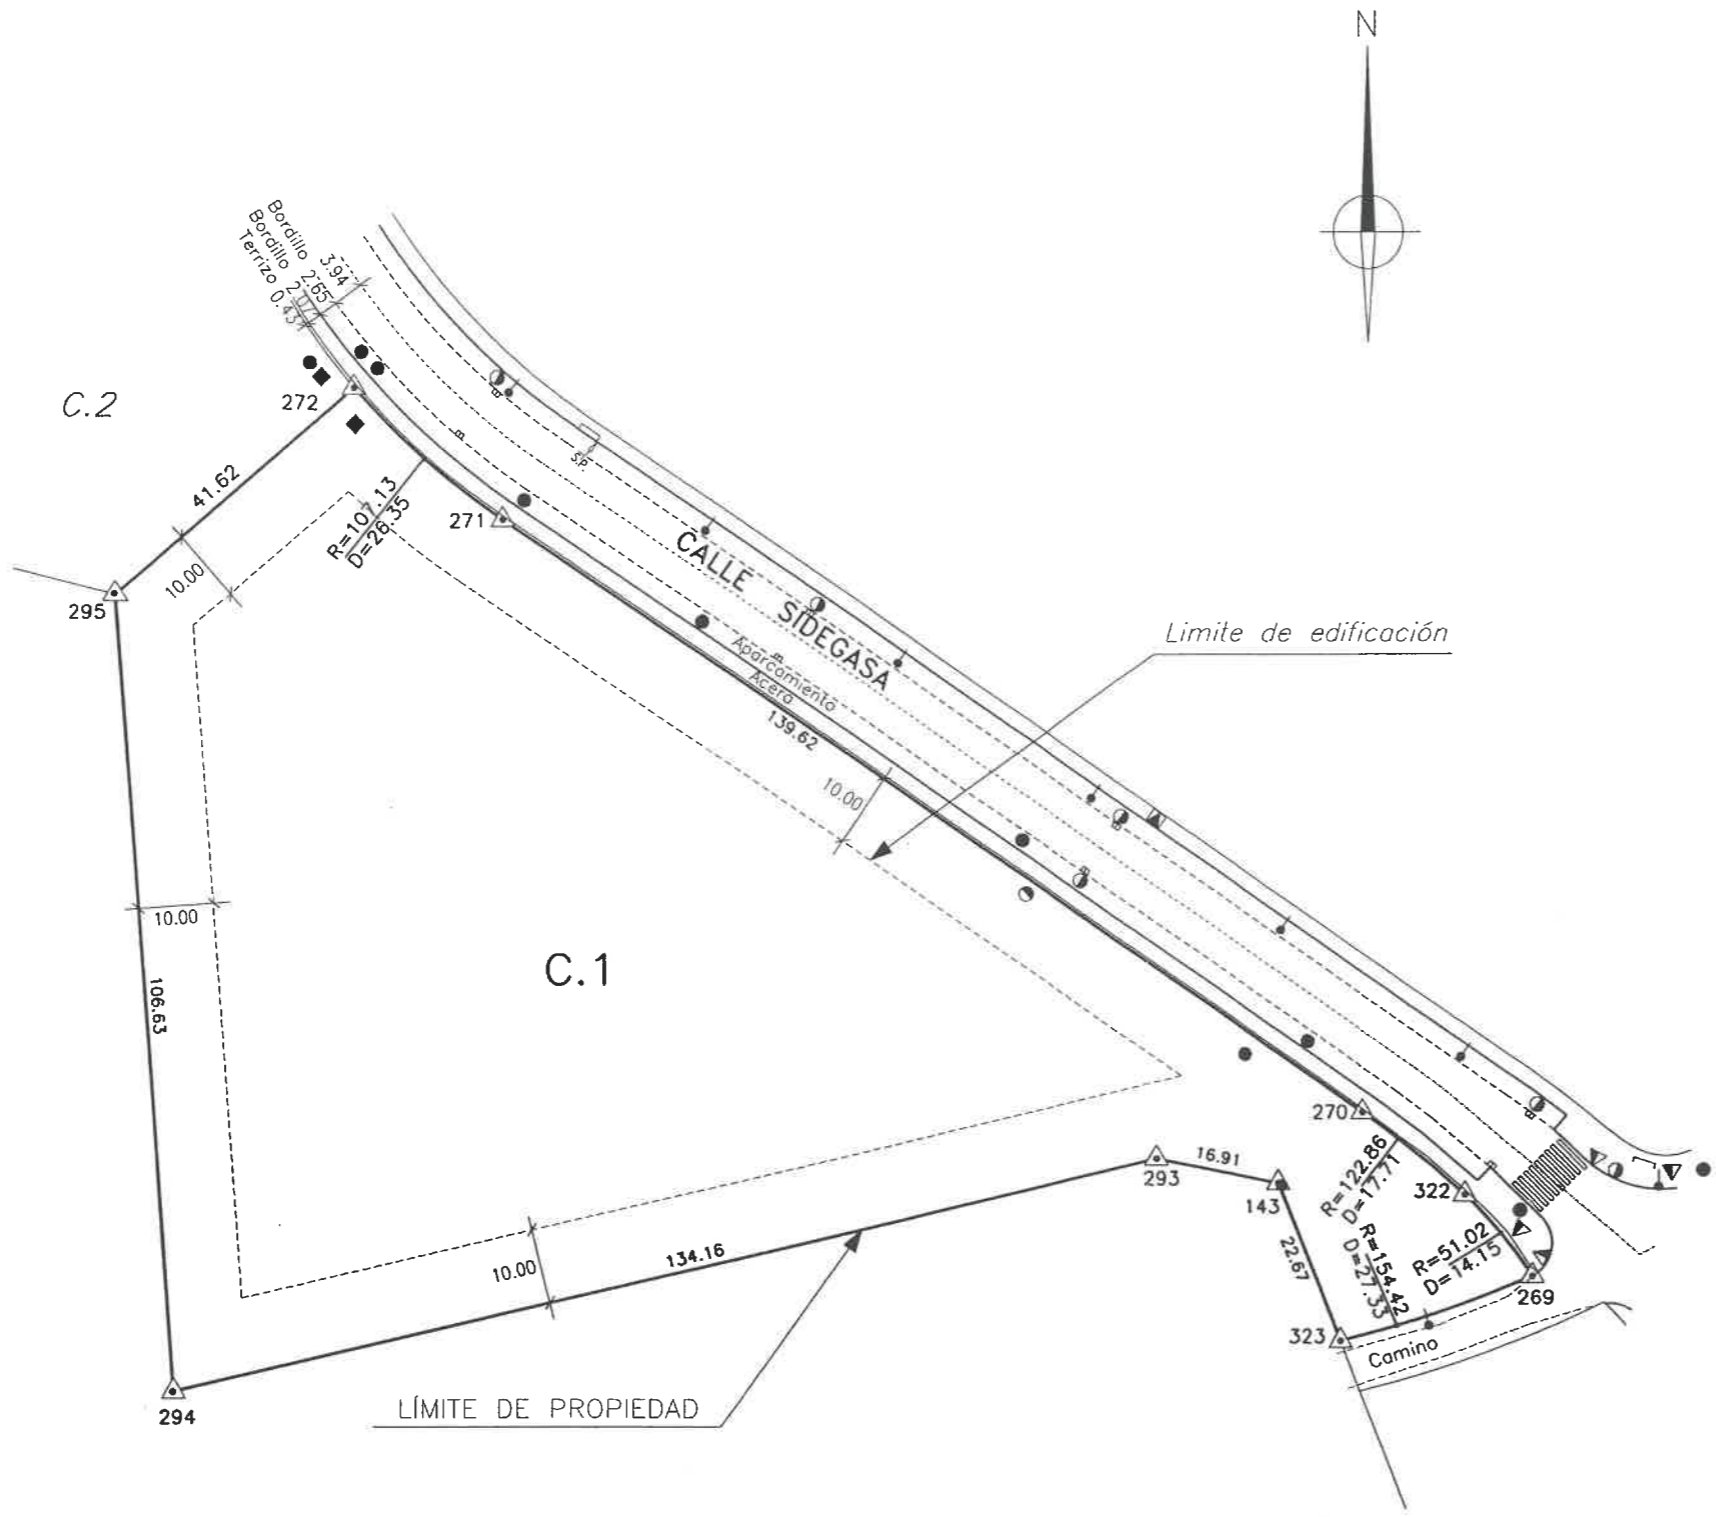 N
Bordillo 2.65
Bordillo 2.07
Terrizo 0.43
3.94
C.2
272
41.62
R=107.13
D=26.35
271
S.P.
10.00
295
CALLE SIDEGASA
Limite de edificación
Aparcamiento
Acera
139.62
10.00
10.00
C.1
106.63
270
R=122.86
D=17.71
293
16.91
143
322
R=51.02
D=14.15
R=154.42
D=27.33
22.67
134.16
10.00
269
323
Camino
294
LÍMITE DE PROPIEDAD